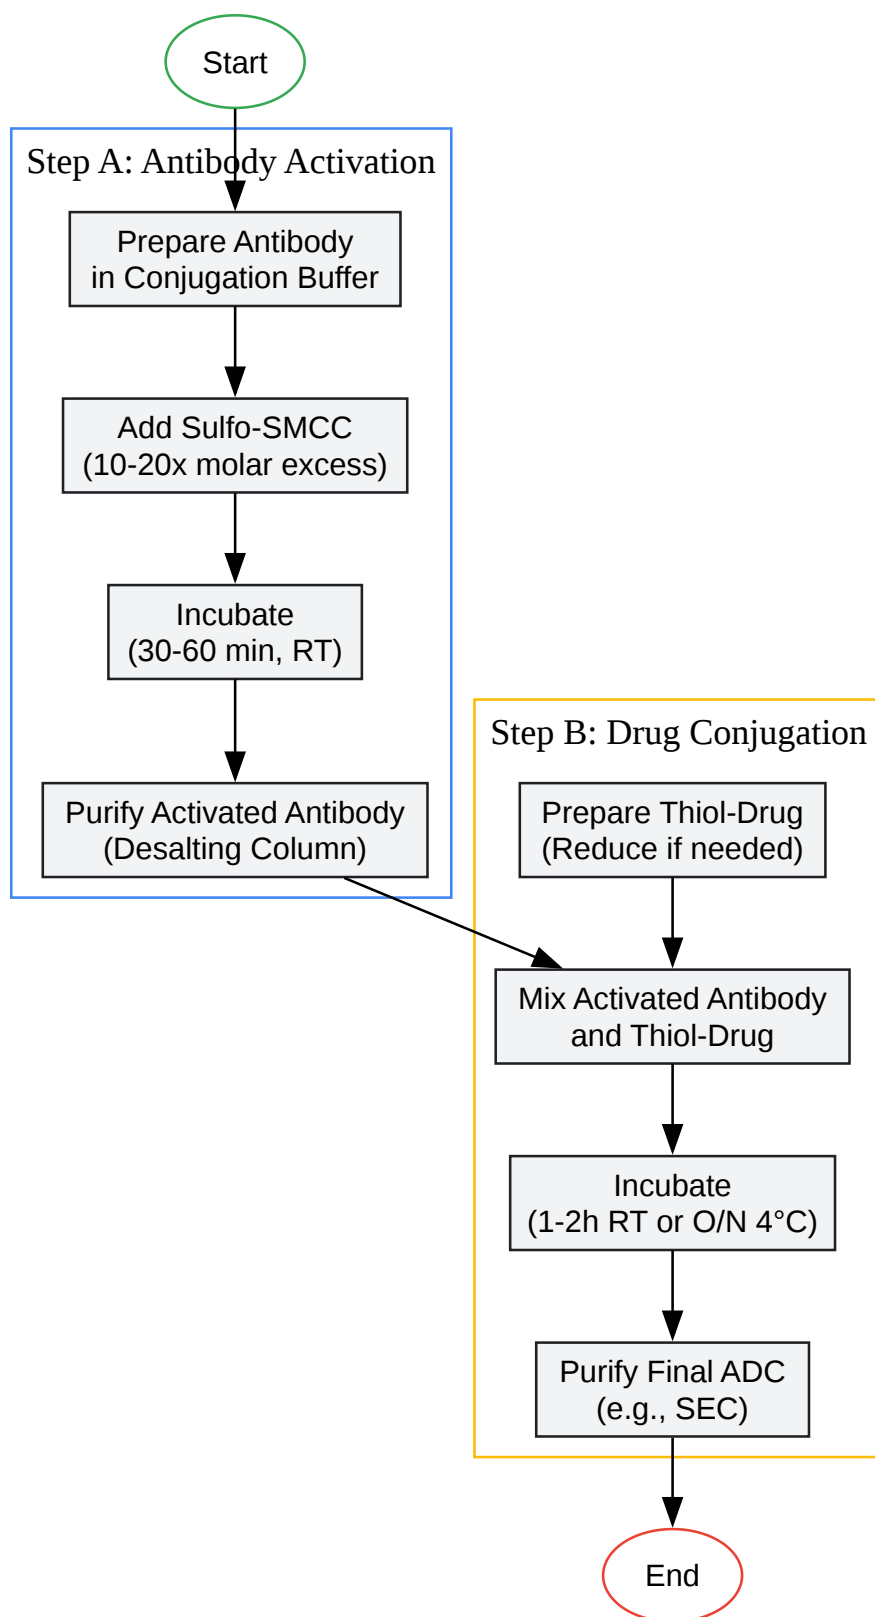 Start
Step A: Antibody Activation
Prepare Antibody
in Conjugation Buffer
Add Sulfo-SMCC
(10-20x molar excess)
Incubate
(30-60 min, RT)
Purify Activated Antibody
(Desalting Column)
Step B: Drug Conjugation
Prepare Thiol-Drug
(Reduce if needed)
Mix Activated Antibody
and Thiol-Drug
Incubate
(1-2h RT or O/N 4°C)
Purify Final ADC
(e.g., SEC)
End